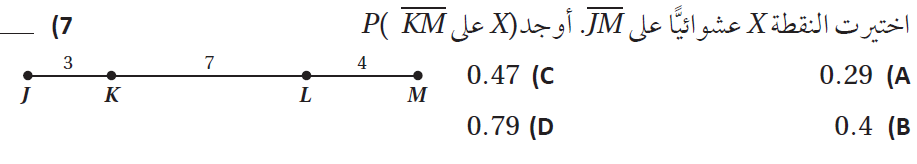 7) اختيرت النقطة X عشوائيًّا على JM. أوجد P( KM على X)
3 7 4
J K L M
A) 0.29 C) 0.47
B) 0.4 D) 0.79